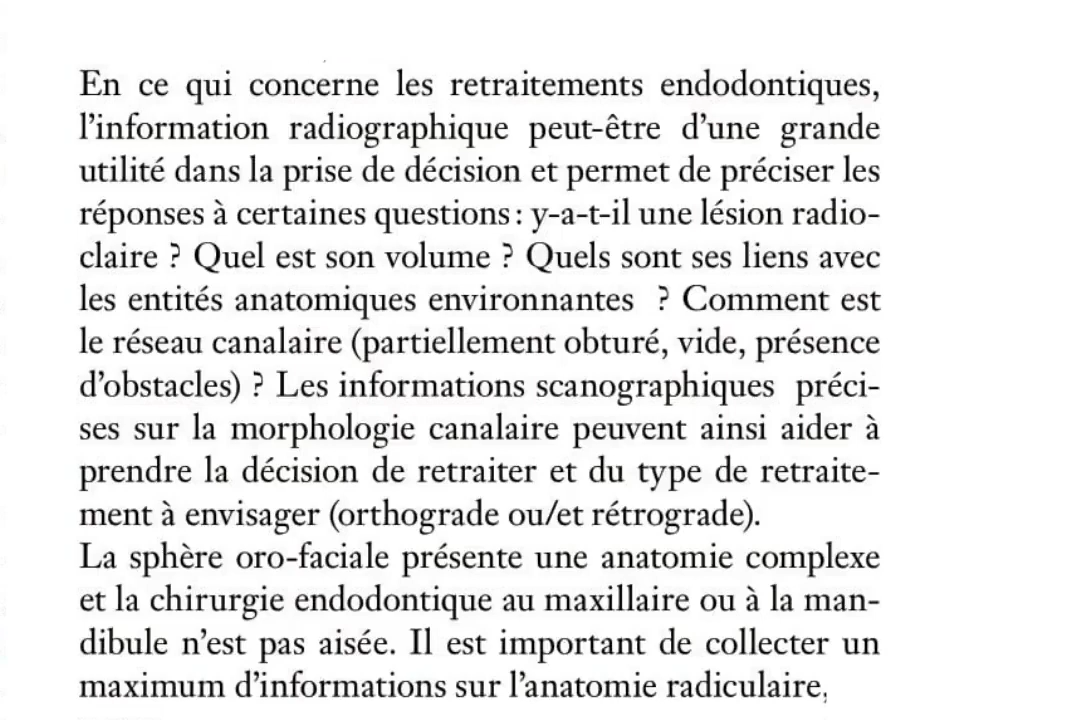 En ce qui concerne les retraitements endodontiques,
l’information radiographique peut-être d’une grande
utilité dans la prise de décision et permet de préciser les
réponses à certaines questions : y-a-t-il une lésion radio-
claire ? Quel est son volume ? Quels sont ses liens avec
les entités anatomiques environnantes ? Comment est
le réseau canalaire (partiellement obturé, vide, présence
d’obstacles) ? Les informations scanographiques préci-
ses sur la morphologie canalaire peuvent ainsi aider à
prendre la décision de retraiter et du type de retraite-
ment à envisager (orthograde ou/et rétrograde).
La sphère oro-faciale présente une anatomie complexe
et la chirurgie endodontique au maxillaire ou à la man-
dibule n’est pas aisée. Il est important de collecter un
maximum d’informations sur l’anatomie radiculaire,